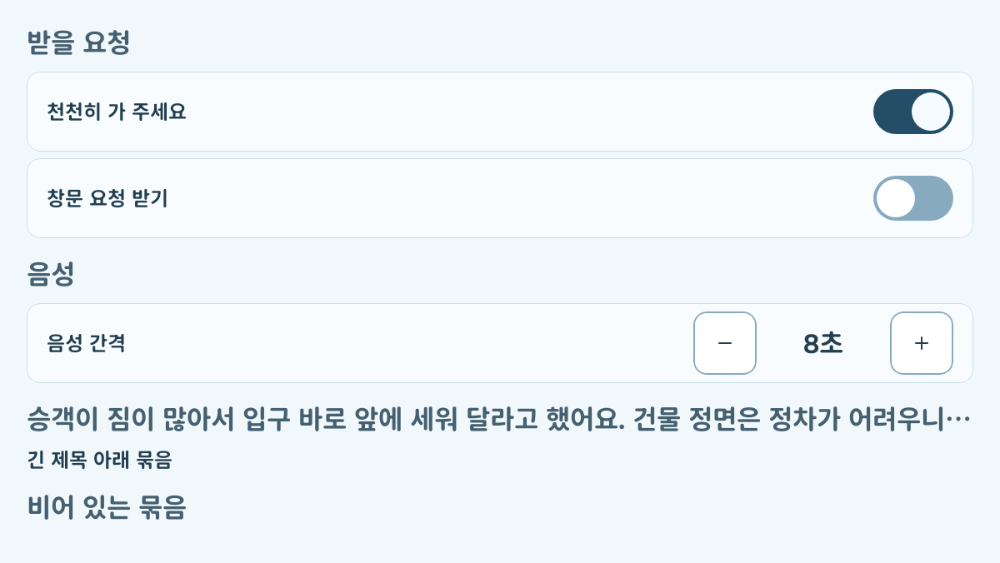 받을 요청
천천히 가 주세요
창문 요청 받기
음성
음성 간격 − 8초 +
승객이 짐이 많아서 입구 바로 앞에 세워 달라고 했어요. 건물 정면은 정차가 어려우니…
긴 제목 아래 묶음
비어 있는 묶음